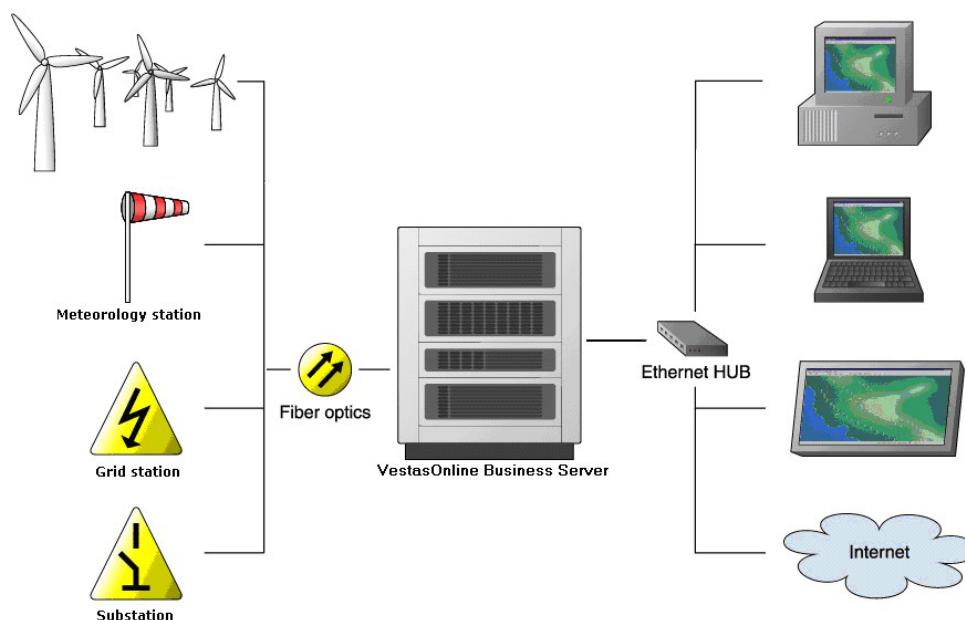 Meteorology station
Fiber optics
Ethernet HUB
Grid station
VestasOnline Business Server
Internet
Substation